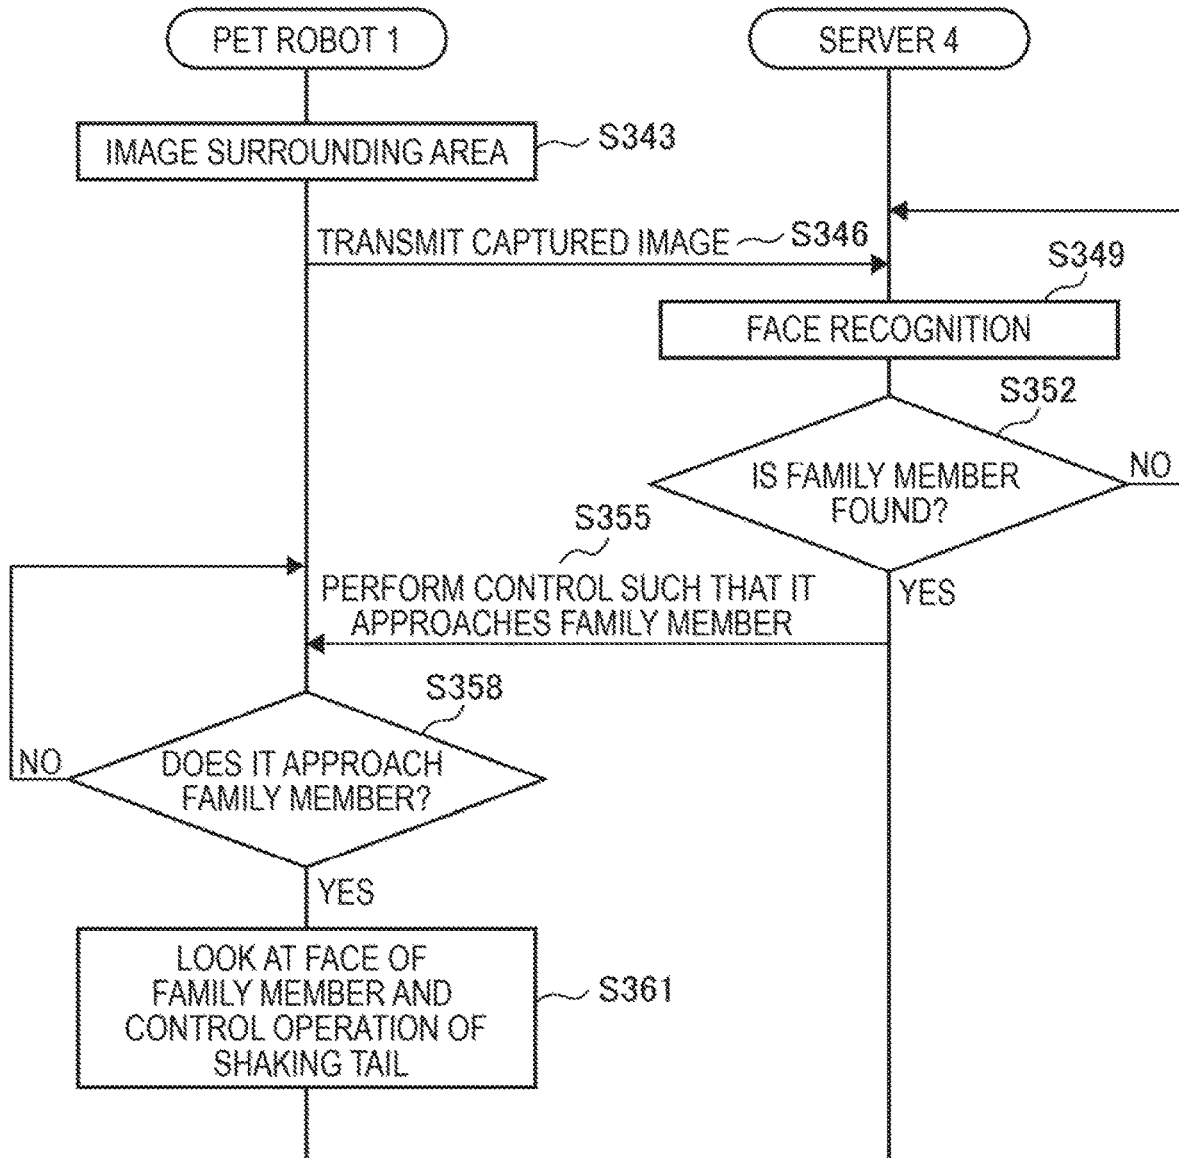 PET ROBOT 1
SERVER 4
IMAGE SURROUNDING AREA
S343
TRANSMIT CAPTURED IMAGE
S346
S349
FACE RECOGNITION
S352
IS FAMILY MEMBER
FOUND?
NO
YES
S355
PERFORM CONTROL SUCH THAT IT
APPROACHES FAMILY MEMBER
S358
NO
DOES IT APPROACH
FAMILY MEMBER?
YES
LOOK AT FACE OF
FAMILY MEMBER AND
CONTROL OPERATION OF
SHAKING TAIL
S361